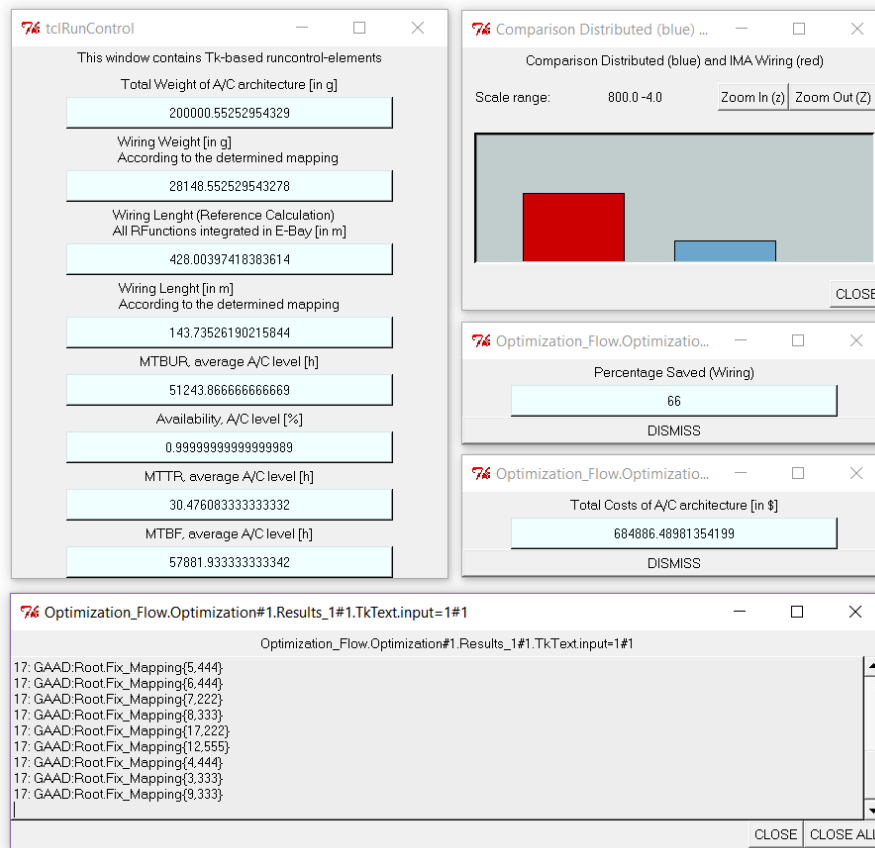 tclRunControl
This window contains Tk-based runcontrol-elements
Total Weight of A/C architecture [in g]
200000.55252954329
Wiring Weight [in g]
According to the determined mapping
28148.552529543278
Wiring Lenght (Reference Calculation)
All RFunctions integrated in E-Bay [in m]
428.00397418383614
Wiring Lenght [in m]
According to the determined mapping
143.73526190215844
MTBUR, average A/C level [h]
51243.866666666669
Availability, A/C level [%]
0.99999999999999989
MTTR, average A/C level [h]
30.476083333333332
MTBF, average A/C level [h]
57881.933333333342
Comparison Distributed (blue) ...
Comparison Distributed (blue) and IMA Wiring (red)
Scale range: 800.0 -4.0 Zoom In (z) Zoom Out (Z)
CLOSE
Optimization_Flow.Optimizatio...
Percentage Saved (Wiring)
66
DISMISS
Optimization_Flow.Optimizatio...
Total Costs of A/C architecture [in $]
684886.48981354199
DISMISS
Optimization_Flow.Optimization#1.Results_1#1.TkText.input=1#1
Optimization_Flow.Optimization#1.Results_1#1.TkText.input=1#1
17: GAAD:Root.Fix_Mapping{5,444}
17: GAAD:Root.Fix_Mapping{6,444}
17: GAAD:Root.Fix_Mapping{7,222}
17: GAAD:Root.Fix_Mapping{8,333}
17: GAAD:Root.Fix_Mapping{17,222}
17: GAAD:Root.Fix_Mapping{12,555}
17: GAAD:Root.Fix_Mapping{4,444}
17: GAAD:Root.Fix_Mapping{3,333}
17: GAAD:Root.Fix_Mapping{9,333}
CLOSE CLOSE ALL